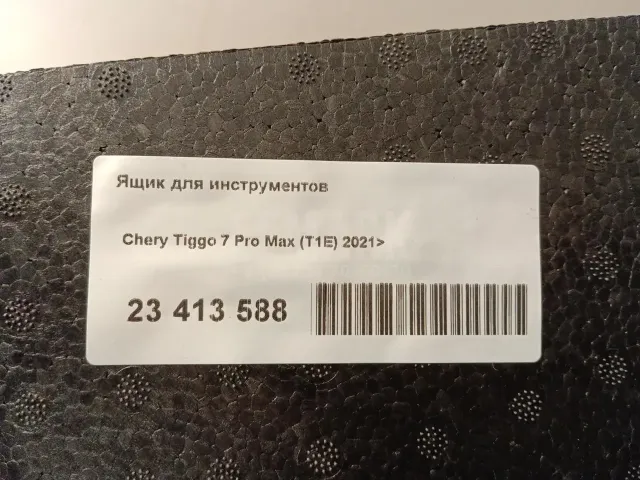 Ящик для инструментов
Chery Tiggo 7 Pro Max (T1E) 2021>
23 413 588